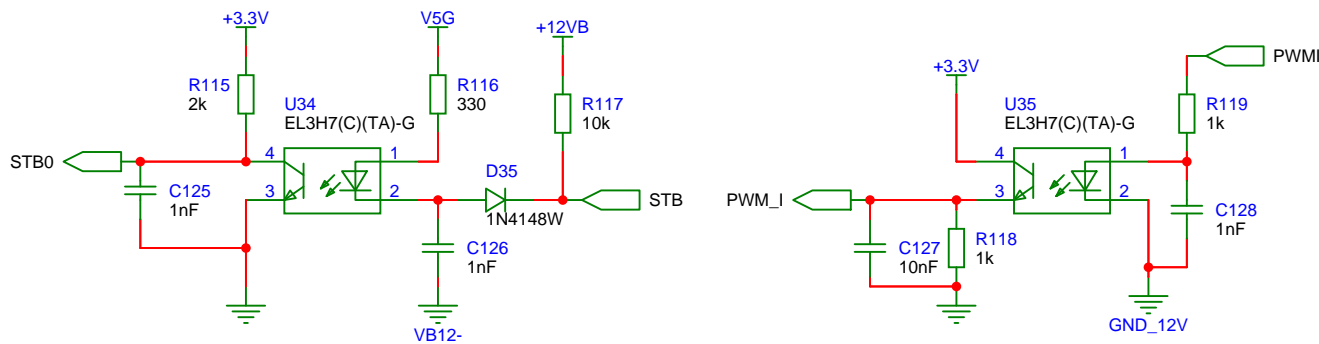 +3.3V
R115
2k
U34
EL3H7(C)(TA)-G
V5G
R116
330
+12VB
R117
10k
STB0
4
3
1
2
C125
1nF
D35
1N4148W
STB
C126
1nF
VB12-
+3.3V
U35
EL3H7(C)(TA)-G
PWMI
R119
1k
4
3
1
2
PWM_I
C127
10nF
R118
1k
C128
1nF
GND_12V